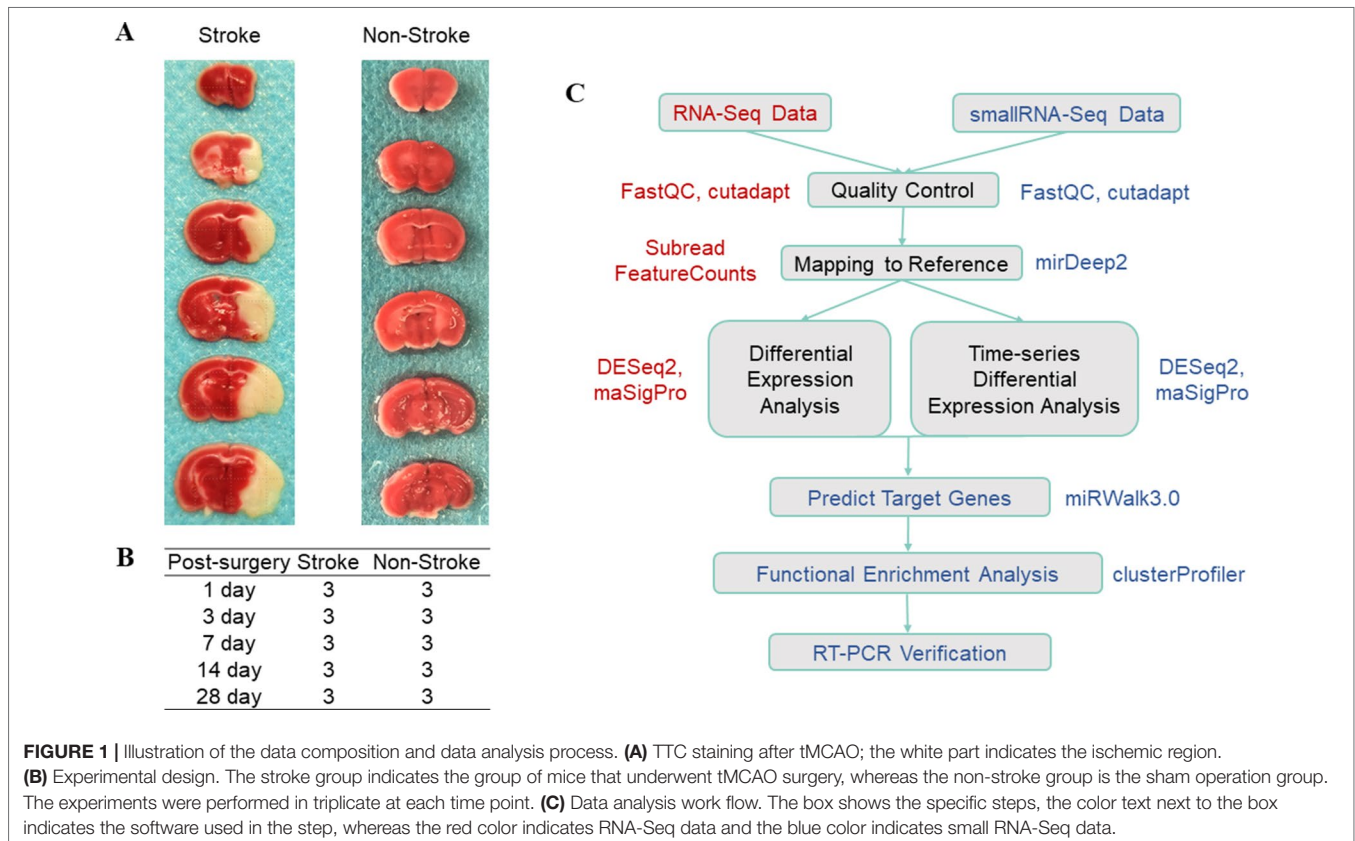 A
Stroke
Non-Stroke
B
Post-surgery Stroke Non-Stroke
1 day 3 3
3 day 3 3
7 day 3 3
14 day 3 3
28 day 3 3
C
RNA-Seq Data
smallRNA-Seq Data
FastQC, cutadapt
Quality Control
FastQC, cutadapt
Subread
FeatureCounts
Mapping to Reference
mirDeep2
DESeq2,
maSigPro
Differential
Expression
Analysis
Time-series
Differential
Expression Analysis
DESeq2,
maSigPro
Predict Target Genes
miRWalk3.0
Functional Enrichment Analysis
clusterProfiler
RT-PCR Verification
FIGURE 1 | Illustration of the data composition and data analysis process. (A) TTC staining after tMCAO; the white part indicates the ischemic region.
(B) Experimental design. The stroke group indicates the group of mice that underwent tMCAO surgery, whereas the non-stroke group is the sham operation group.
The experiments were performed in triplicate at each time point. (C) Data analysis work flow. The box shows the specific steps, the color text next to the box
indicates the software used in the step, whereas the red color indicates RNA-Seq data and the blue color indicates small RNA-Seq data.